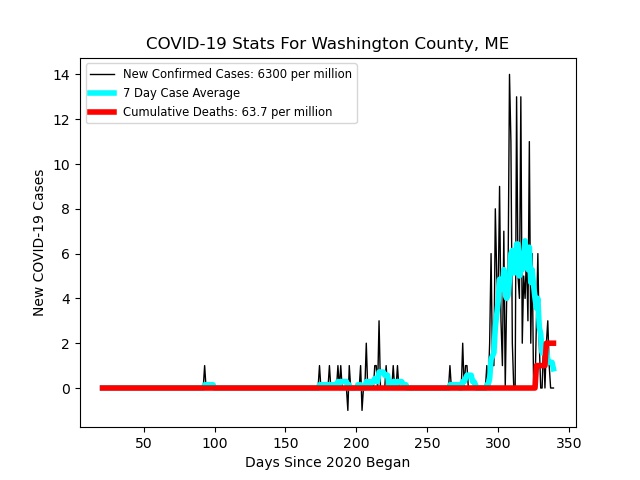 COVID-19 Stats For Washington County, ME
New Confirmed Cases: 6300 per million
7 Day Case Average
Cumulative Deaths: 63.7 per million
14
12
10
8
6
4
2
0
New COVID-19 Cases
50 100 150 200 250 300 350
Days Since 2020 Began